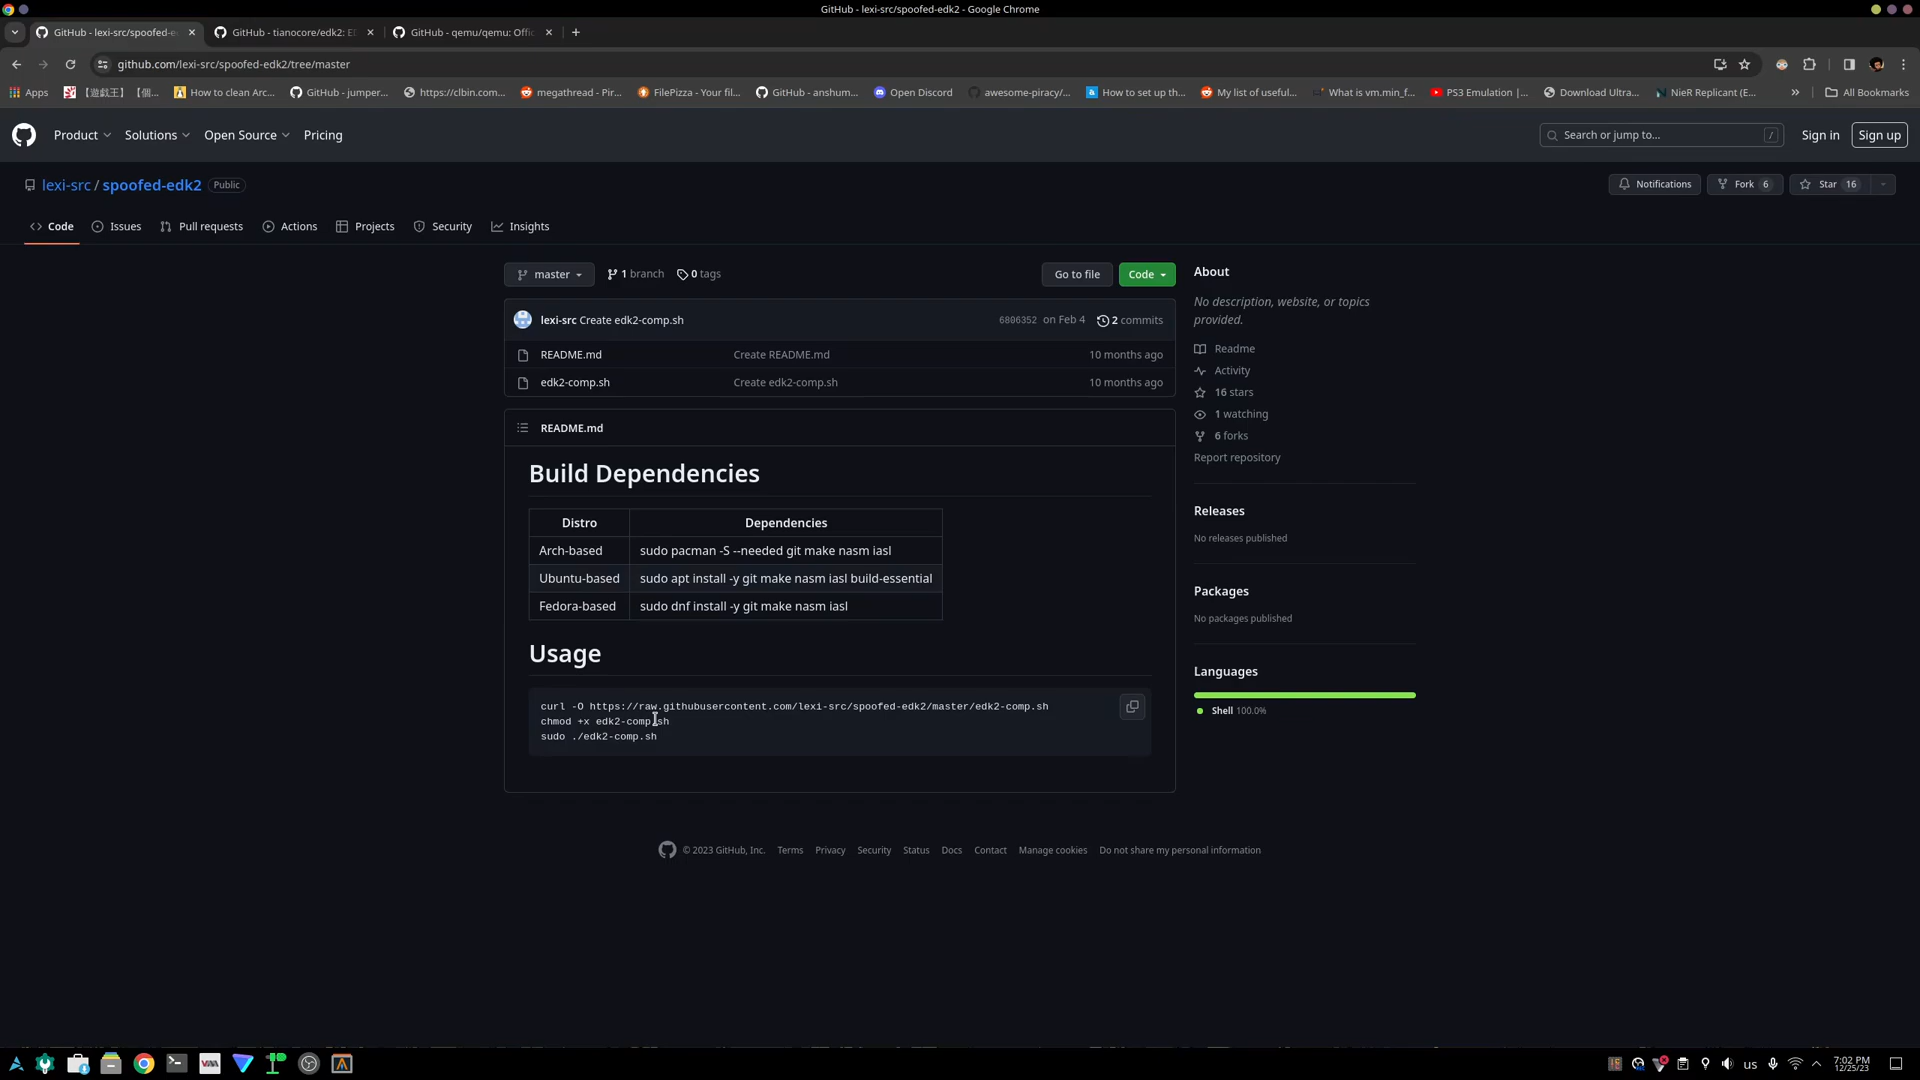 GitHub - lexi-src/spoofed-edk2 - Google Chrome
GitHub - lexi-src/spoofed-e
GitHub - tianocore/edk2: E
GitHub - qemu/qemu: Offic
github.com/lexi-src/spoofed-edk2/tree/master
Apps
【遊戯王】 【個...
How to clean Arc...
GitHub - jumper...
https://clbin.com...
megathread - Pir...
FilePizza - Your fil...
GitHub - anshum...
Open Discord
awesome-piracy/...
How to set up th...
My list of useful...
What is vm.min_f...
PS3 Emulation |...
Download Ultra...
NieR Replicant (E...
All Bookmarks
Product
Solutions
Open Source
Pricing
Search or jump to...
/
Sign in
Sign up
lexi-src / spoofed-edk2
Public
Notifications
Fork 6
Star 16
Code
Issues
Pull requests
Actions
Projects
Security
Insights
master
1 branch
0 tags
Go to file
Code
lexi-src Create edk2-comp.sh
6806352 on Feb 4
2 commits
README.md
Create README.md
10 months ago
edk2-comp.sh
Create edk2-comp.sh
10 months ago
README.md
Build Dependencies
Distro
Dependencies
Arch-based
sudo pacman -S --needed git make nasm iasl
Ubuntu-based
sudo apt install -y git make nasm iasl build-essential
Fedora-based
sudo dnf install -y git make nasm iasl
Usage
curl -O https://raw.githubusercontent.com/lexi-src/spoofed-edk2/master/edk2-comp.sh
chmod +x edk2-comp.sh
sudo ./edk2-comp.sh
About
No description, website, or topics
provided.
Readme
Activity
16 stars
1 watching
6 forks
Report repository
Releases
No releases published
Packages
No packages published
Languages
Shell 100.0%
© 2023 GitHub, Inc.
Terms
Privacy
Security
Status
Docs
Contact
Manage cookies
Do not share my personal information
us
7:02 PM
12/25/23